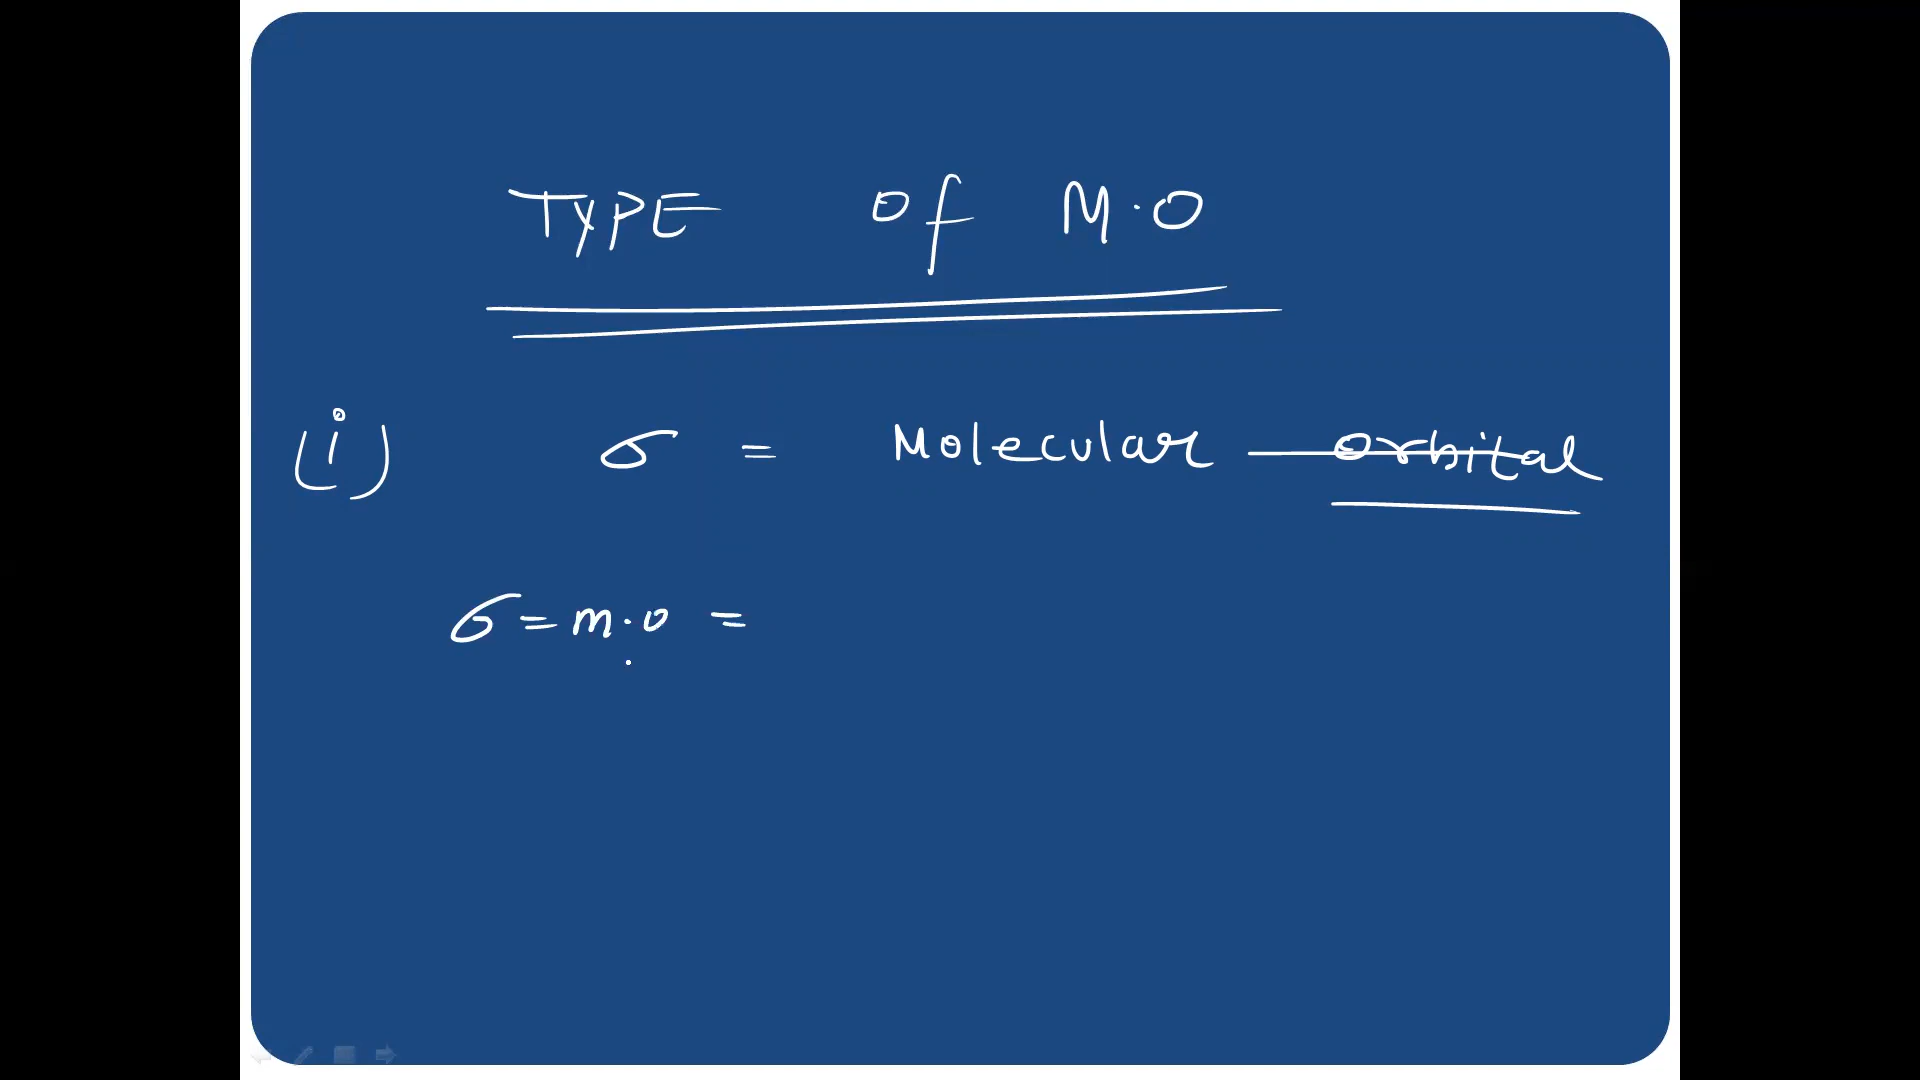 TYPE of M.O
(i) σ = Molecular orbital
σ = m.o =